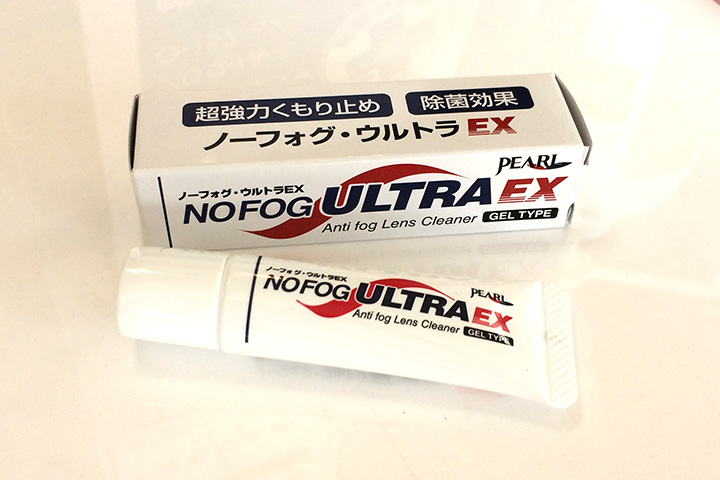 超強力くもり止め 除菌効果
ノーフォグ・ウルトラEX
PEARL
ノーフォグ・ウルトラEX
NOFOG ULTRA EX
Anti fog Lens Cleaner GEL TYPE
PEARL
ノーフォグ・ウルトラEX
NOFOG ULTRA EX
Anti fog Lens Cleaner GEL TYPE